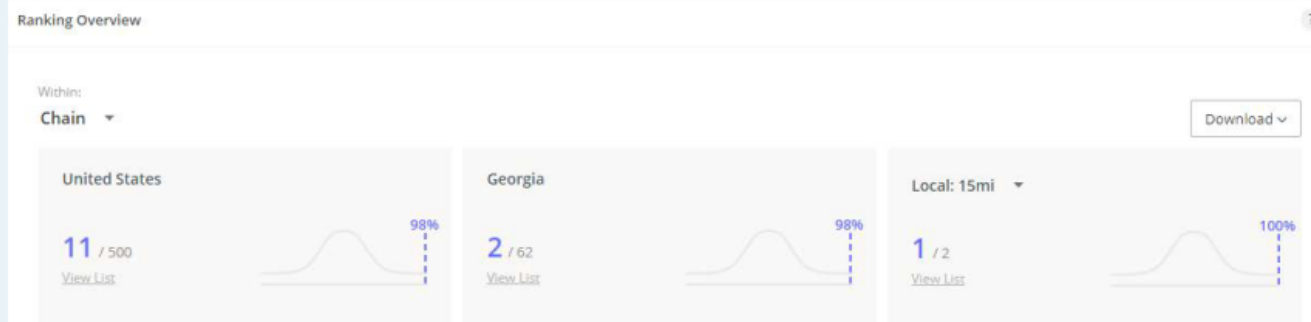 Ranking Overview
?
Within:
Chain
Download
United States
98%
11 / 500
View List
Georgia
98%
2 / 62
View List
Local: 15mi
100%
1 / 2
View List